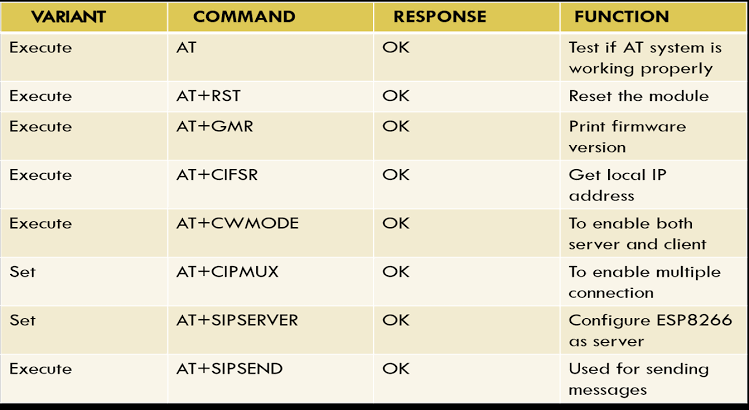 VARIANT COMMAND RESPONSE FUNCTION
Execute AT OK Test if AT system is
working properly
Execute AT+RST OK Reset the module
Execute AT+GMR OK Print firmware
version
Execute AT+CIFSR OK Get local IP
address
Execute AT+CWMODE OK To enable both
server and client
Set AT+CIPMUX OK To enable multiple
connection
Set AT+SIPSERVER OK Configure ESP8266
as server
Execute AT+SIPSEND OK Used for sending
messages